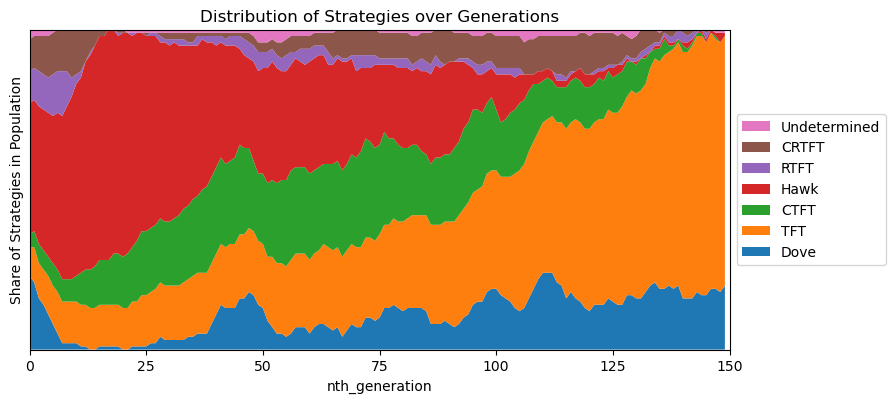 Distribution of Strategies over Generations
Share of Strategies in Population
0 25 50 75 100 125 150
nth_generation
Undetermined
CRTFT
RTFT
Hawk
CTFT
TFT
Dove